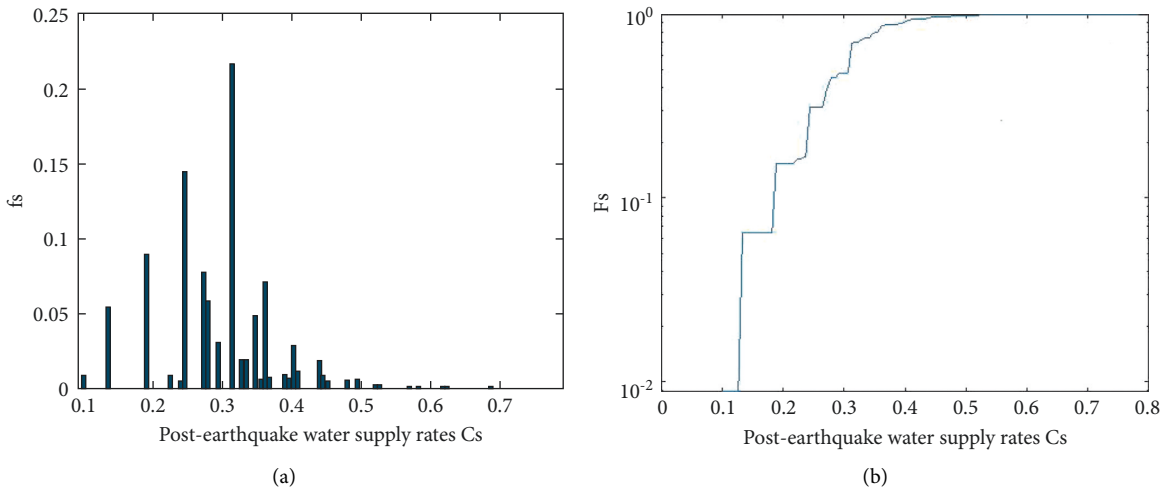 0.25
0.2
0.15
0.1
0.05
0
fs
0.1 0.2 0.3 0.4 0.5 0.6 0.7
Post-earthquake water supply rates Cs
(a)
10^0
10^-1
10^-2
Fs
0 0.1 0.2 0.3 0.4 0.5 0.6 0.7 0.8
Post-earthquake water supply rates Cs
(b)